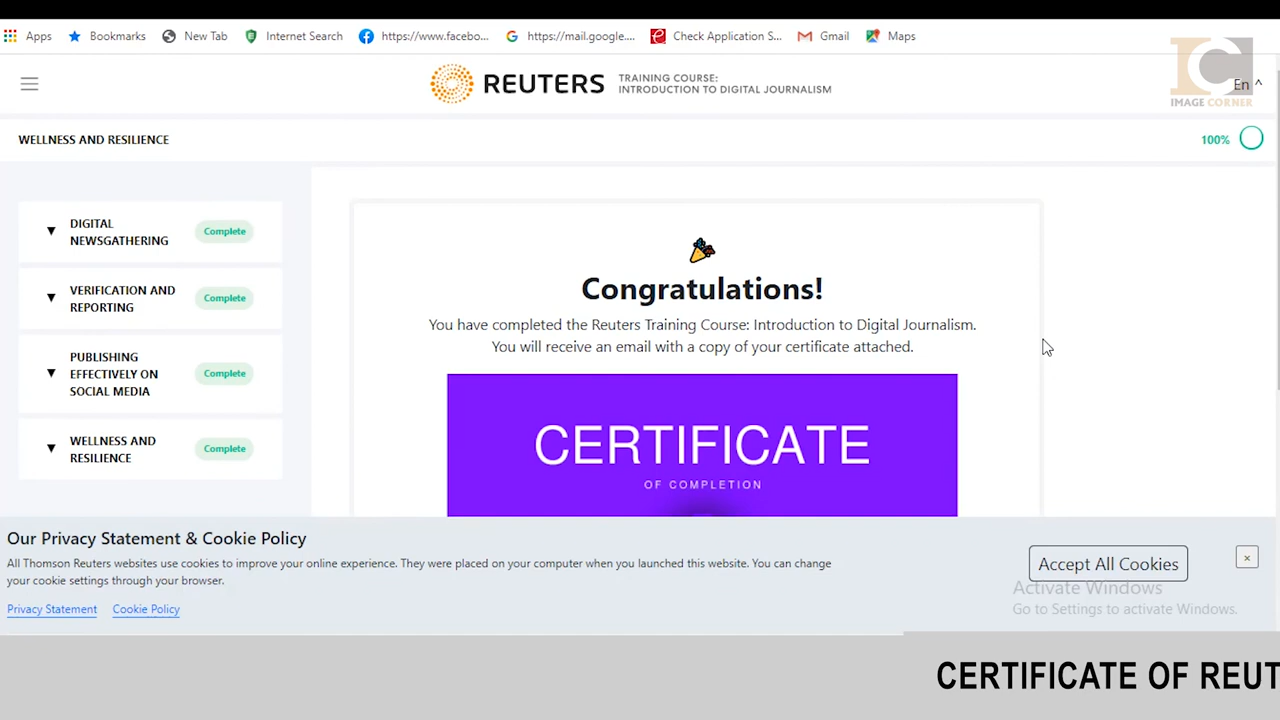 Apps Bookmarks New Tab Internet Search https://www.facebo... https://mail.google.... Check Application S... Gmail Maps
REUTERS
TRAINING COURSE:
INTRODUCTION TO DIGITAL JOURNALISM
IC
En
IMAGE CORNER
WELLNESS AND RESILIENCE
100%
DIGITAL
NEWSGATHERING
Complete
VERIFICATION AND
REPORTING
Complete
PUBLISHING
EFFECTIVELY ON
SOCIAL MEDIA
Complete
WELLNESS AND
RESILIENCE
Complete
Congratulations!
You have completed the Reuters Training Course: Introduction to Digital Journalism.
You will receive an email with a copy of your certificate attached.
CERTIFICATE
OF COMPLETION
Our Privacy Statement & Cookie Policy
All Thomson Reuters websites use cookies to improve your online experience. They were placed on your computer when you launched this website. You can change
your cookie settings through your browser.
Privacy Statement Cookie Policy
Accept All Cookies
×
Activate Windows
Go to Settings to activate Windows.
CERTIFICATE OF REUT